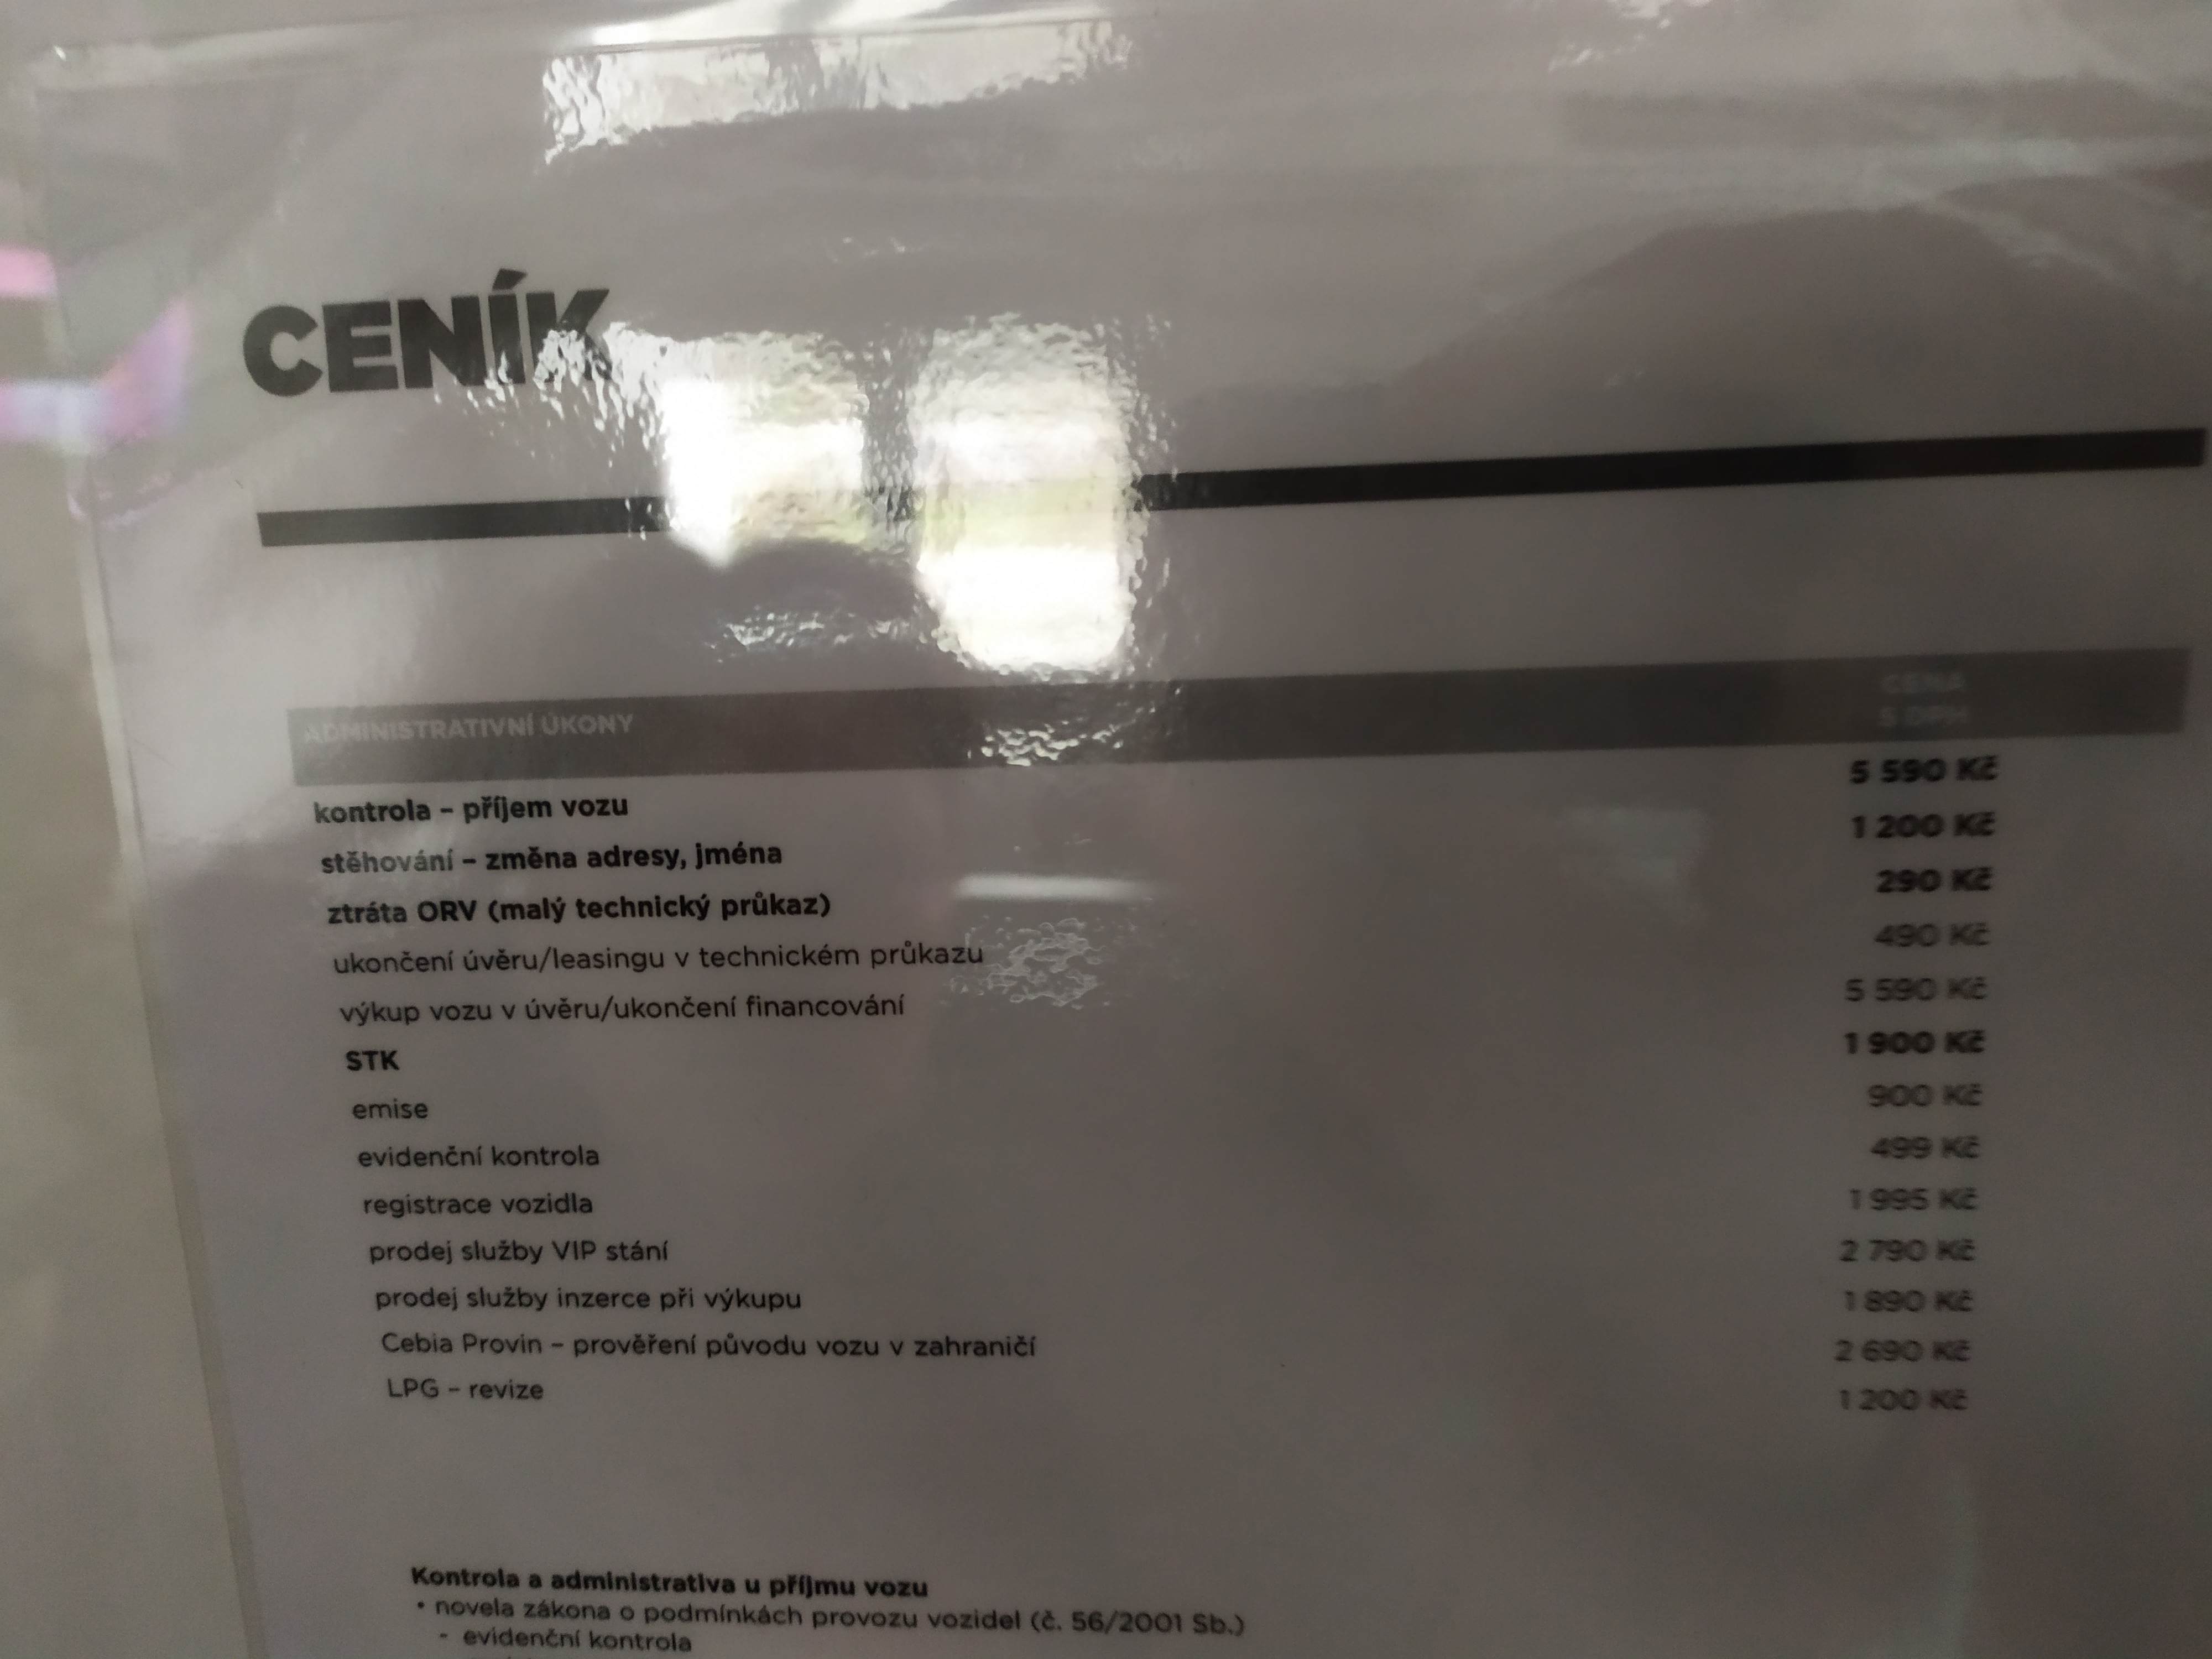 CENÍK
ADMINISTRATIVNÍ ÚKONY CENA
S DPH
kontrola – příjem vozu 5 590 Kč
stěhování – změna adresy, jména 1 200 Kč
ztráta ORV (malý technický průkaz) 290 Kč
ukončení úvěru/leasingu v technickém průkazu 490 Kč
výkup vozu v úvěru/ukončení financování 5 590 Kč
STK 1 900 Kč
emise 900 Kč
evidenční kontrola 499 Kč
registrace vozidla 1 995 Kč
prodej služby VIP stání 2 790 Kč
prodej služby inzerce při výkupu 1 890 Kč
Cebia Provin – prověření původu vozu v zahraničí 2 690 Kč
LPG – revize 1 200 Kč
Kontrola a administrativa u příjmu vozu
• novela zákona o podmínkách provozu vozidel (č. 56/2001 Sb.)
- evidenční kontrola